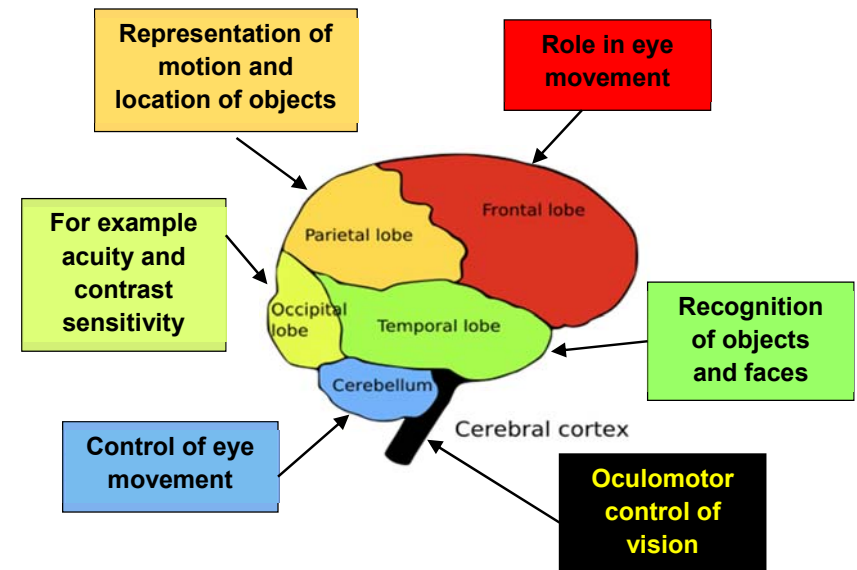 Representation of
motion and
location of objects
Role in eye
movement
For example
acuity and
contrast
sensitivity
Parietal lobe
Frontal lobe
Occipital
lobe
Temporal lobe
Recognition
of objects
and faces
Cerebellum
Cerebral cortex
Control of eye
movement
Oculomotor
control of
vision